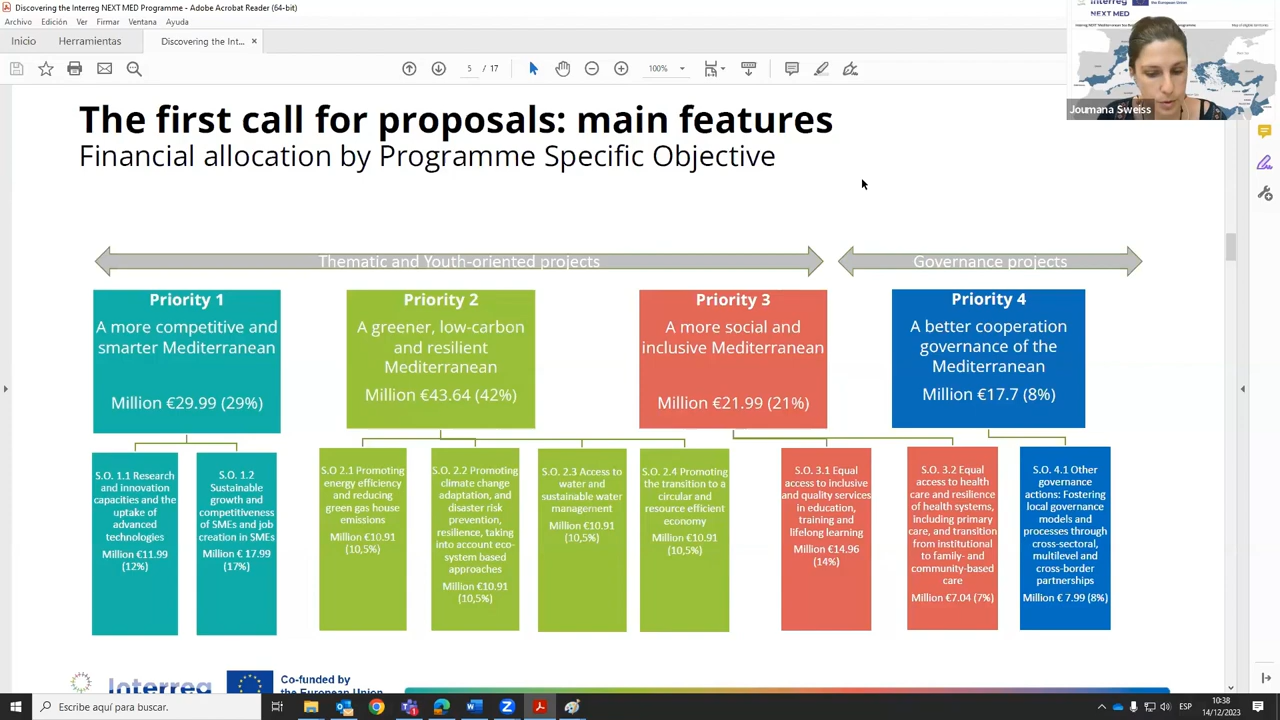 Discovering the Interreg NEXT MED Programme - Adobe Acrobat Reader (64-bit)
Archivo Edición Ver Firmar Ventana Ayuda
Inicio Herramientas Discovering the Int... ×
17 100%
Interreg
the European Union
NEXT MED
Joumana Sweiss
The first call for proposals: main features
Financial allocation by Programme Specific Objective
Thematic and Youth-oriented projects
Governance projects
Priority 1
A more competitive and
smarter Mediterranean
Million €29.99 (29%)
Priority 2
A greener, low-carbon
and resilient
Mediterranean
Million €43.64 (42%)
Priority 3
A more social and
inclusive Mediterranean
Million €21.99 (21%)
Priority 4
A better cooperation
governance of the
Mediterranean
Million €17.7 (8%)
S.O. 1.1 Research
and innovation
capacities and the
uptake of
advanced
technologies
Million €11.99
(12%)
S.O. 1.2
Sustainable
growth and
competitiveness
of SMEs and job
creation in SMEs
Million € 17.99
(17%)
S.O 2.1 Promoting
energy efficiency
and reducing
green gas house
emissions
Million €10.91
(10,5%)
S.O. 2.2 Promoting
climate change
adaptation, and
disaster risk
prevention,
resilience, taking
into account eco-
system based
approaches
Million €10.91
(10,5%)
S.O. 2.3 Access to
water and
sustainable water
management
Million €10.91
(10,5%)
S.O. 2.4 Promoting
the transition to a
circular and
resource efficient
economy
Million €10.91
(10,5%)
S.O. 3.1 Equal
access to inclusive
and quality services
in education,
training and
lifelong learning
Million €14.96
(14%)
S.O. 3.2 Equal
access to health
care and resilience
of health systems,
including primary
care, and transition
from institutional
to family- and
community-based
care
Million €7.04 (7%)
S.O. 4.1 Other
governance
actions: Fostering
local governance
models and
processes through
cross-sectoral,
multilevel and
cross-border
partnerships
Million € 7.99 (8%)
Interreg
Co-funded by
the European Union
Escribe aquí para buscar.
ESP
10:38
14/12/2023